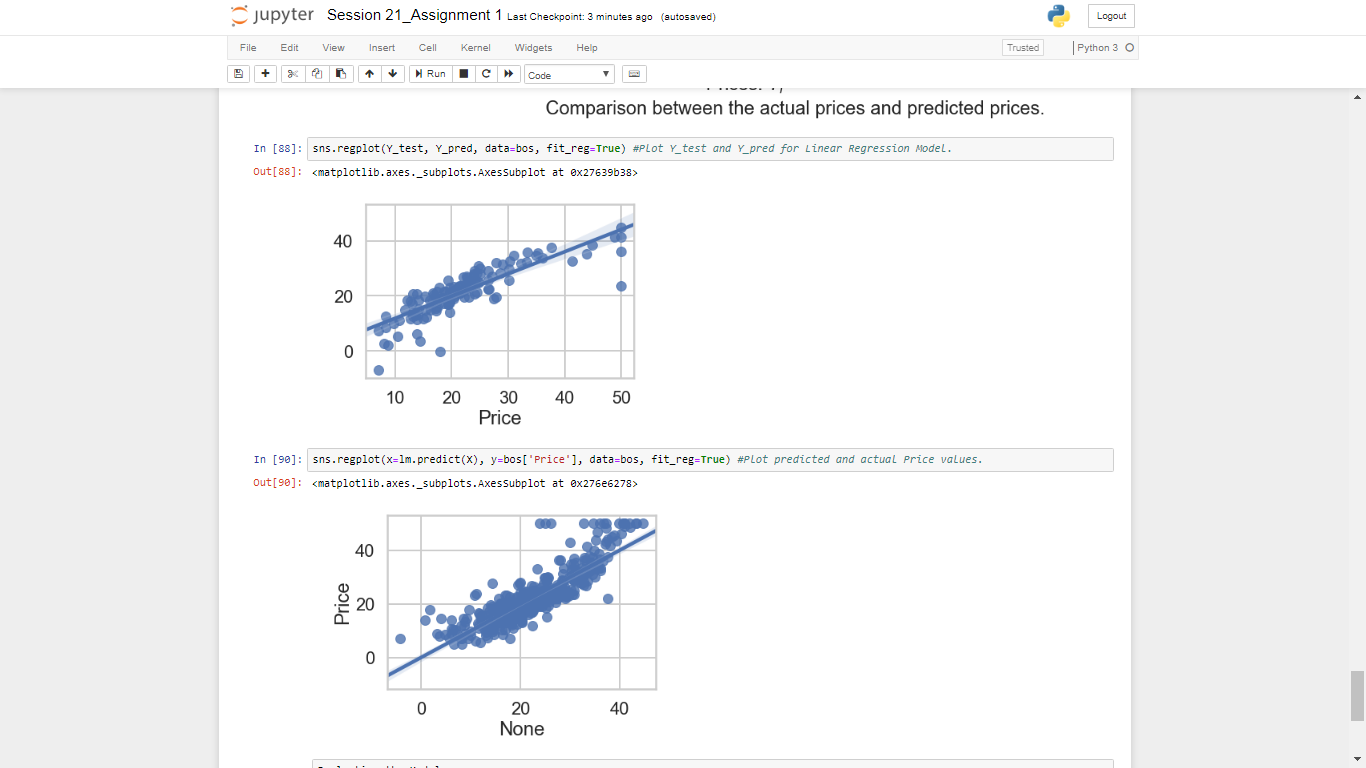 jupyter Session 21_Assignment 1 Last Checkpoint: 3 minutes ago (autosaved) Logout
File Edit View Insert Cell Kernel Widgets Help Trusted Python 3
Run Code
Comparison between the actual prices and predicted prices.
In [88]: sns.regplot(Y_test, Y_pred, data=bos, fit_reg=True) #Plot Y_test and Y_pred for Linear Regression Model.
Out[88]: <matplotlib.axes._subplots.AxesSubplot at 0x27639b38>
40
20
0
10 20 30 40 50
Price
In [90]: sns.regplot(x=lm.predict(X), y=bos['Price'], data=bos, fit_reg=True) #Plot predicted and actual Price values.
Out[90]: <matplotlib.axes._subplots.AxesSubplot at 0x276e6278>
40
Price
20
0
0 20 40
None